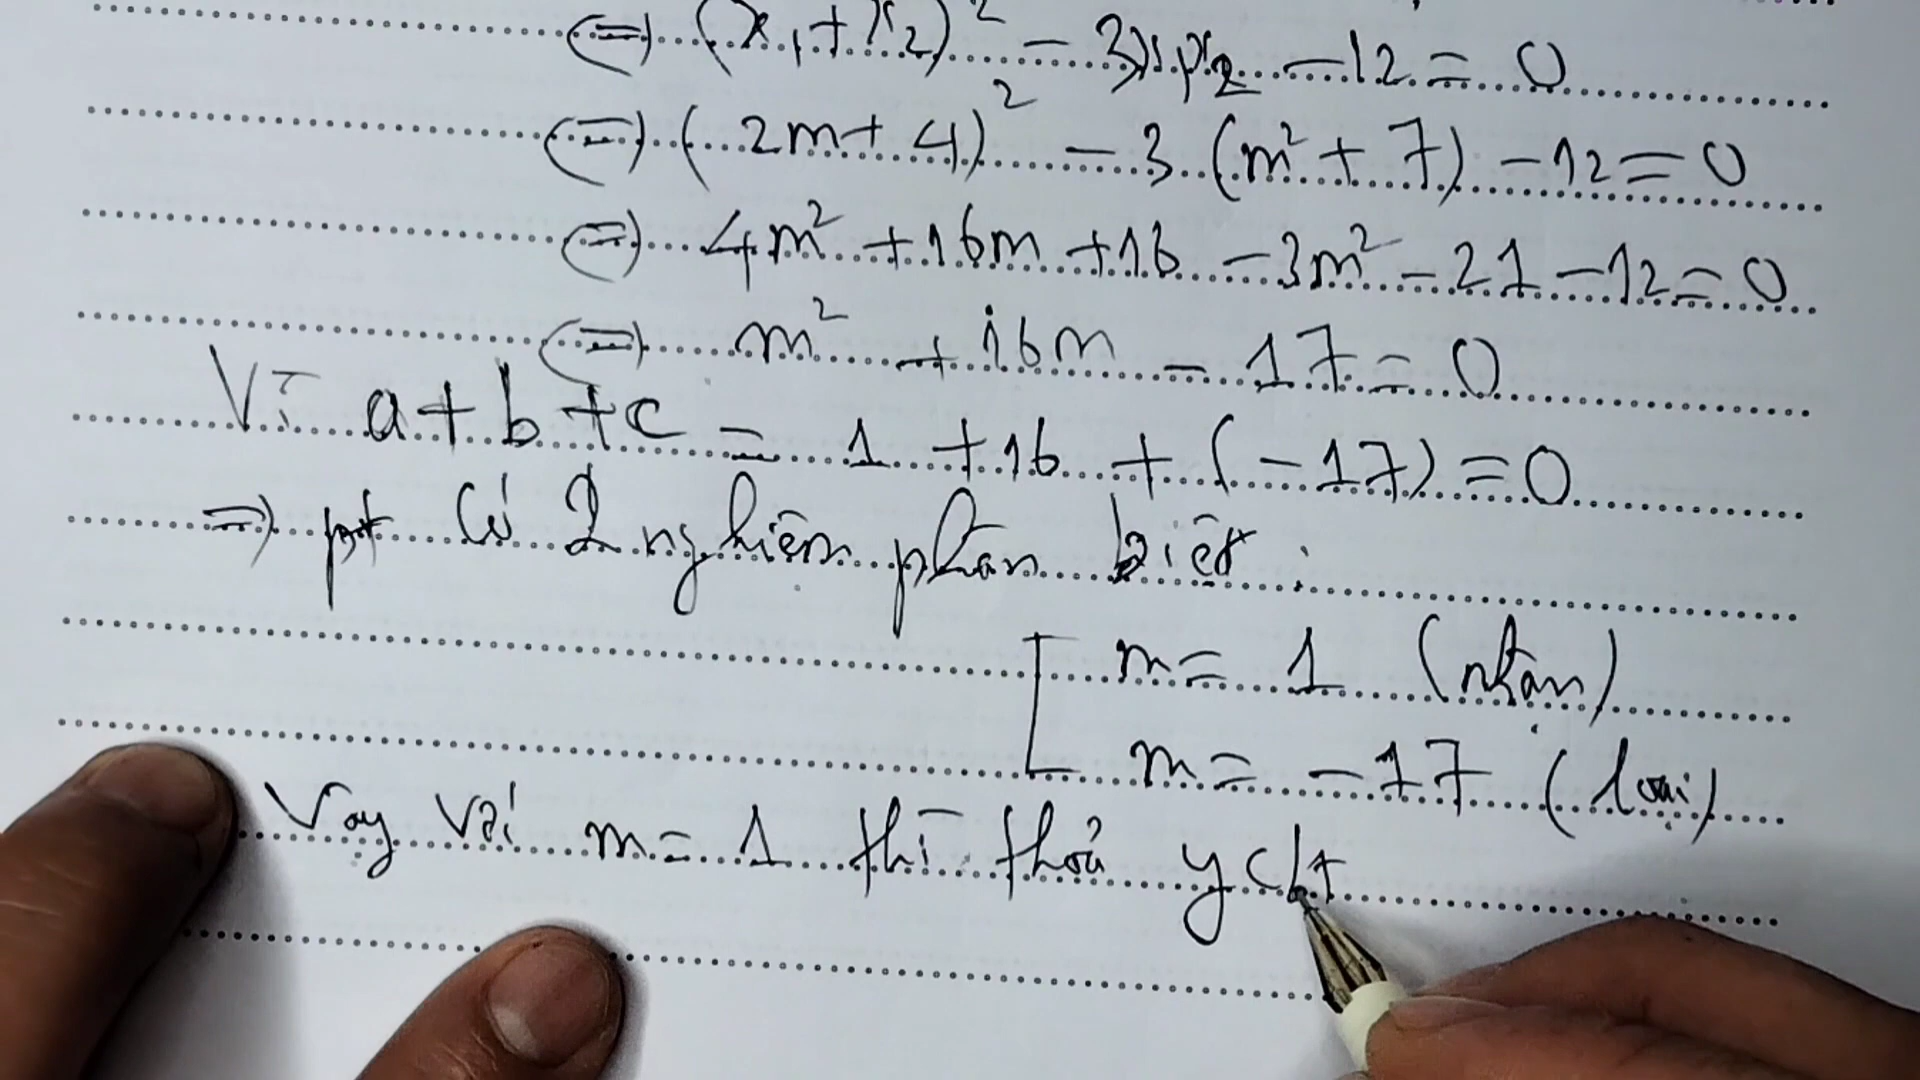 ⇔ (x₁+x₂)² - 3x₁x₂ - 12 = 0
⇔ (2m + 4)² - 3 (m² + 7) - 12 = 0
⇔ 4m² + 16m + 16 - 3m² - 21 - 12 = 0
⇔ m² + 16m - 17 = 0
Vì a + b + c = 1 + 16 + (-17) = 0
⇒ pt có 2 nghiệm phân biệt :
m = 1 (nhận)
m = -17 (loại)
Vậy với m = 1 thì thoả ycbt